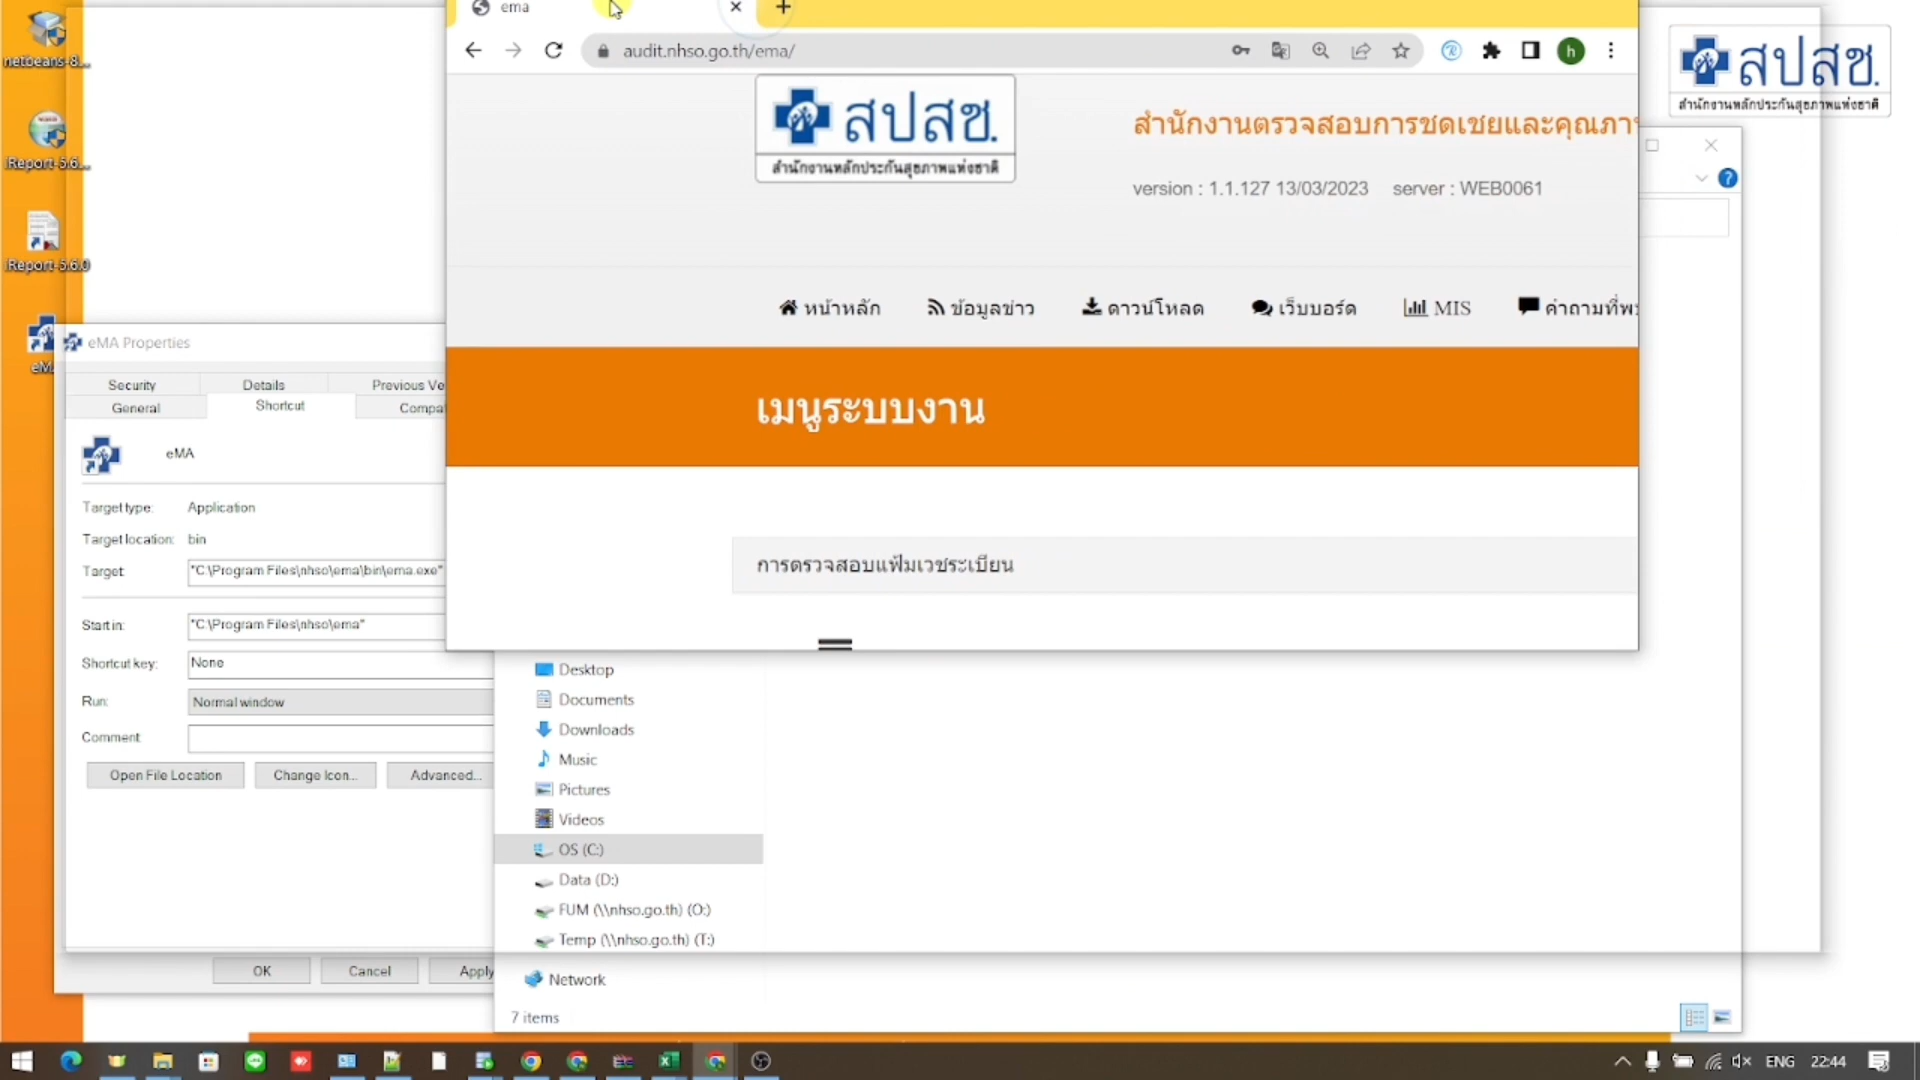 ema
audit.nhso.go.th/ema/
h
สปสช.
สำนักงานหลักประกันสุขภาพแห่งชาติ
สปสช.
สำนักงานหลักประกันสุขภาพแห่งชาติ
สำนักงานตรวจสอบการชดเชยและคุณภา
version : 1.1.127 13/03/2023 server : WEB0061
หน้าหลัก ข้อมูลข่าว ดาวน์โหลด เว็บบอร์ด MIS
เมนูระบบงาน
การตรวจสอบแฟ้มเวชระเบียน
netbeans-8...
iReport-5.6...
iReport-5.6.0
eMA Properties
Security Details
General Shortcut
eMA
Target type: Application
Target location: bin
Target: "C:\Program Files\nhso\ema\bin\ema.exe"
Start in: "C:\Program Files\nhso\ema"
Shortcut key: None
Run: Normal window
Comment:
Open File Location Change Icon... Advanced...
OK Cancel Apply
Desktop
Documents
Downloads
Music
Pictures
Videos
OS (C:)
Data (D:)
FUM (\\nhso.go.th) (O:)
Temp (\\nhso.go.th) (T:)
Network
7 items
ENG 22:44